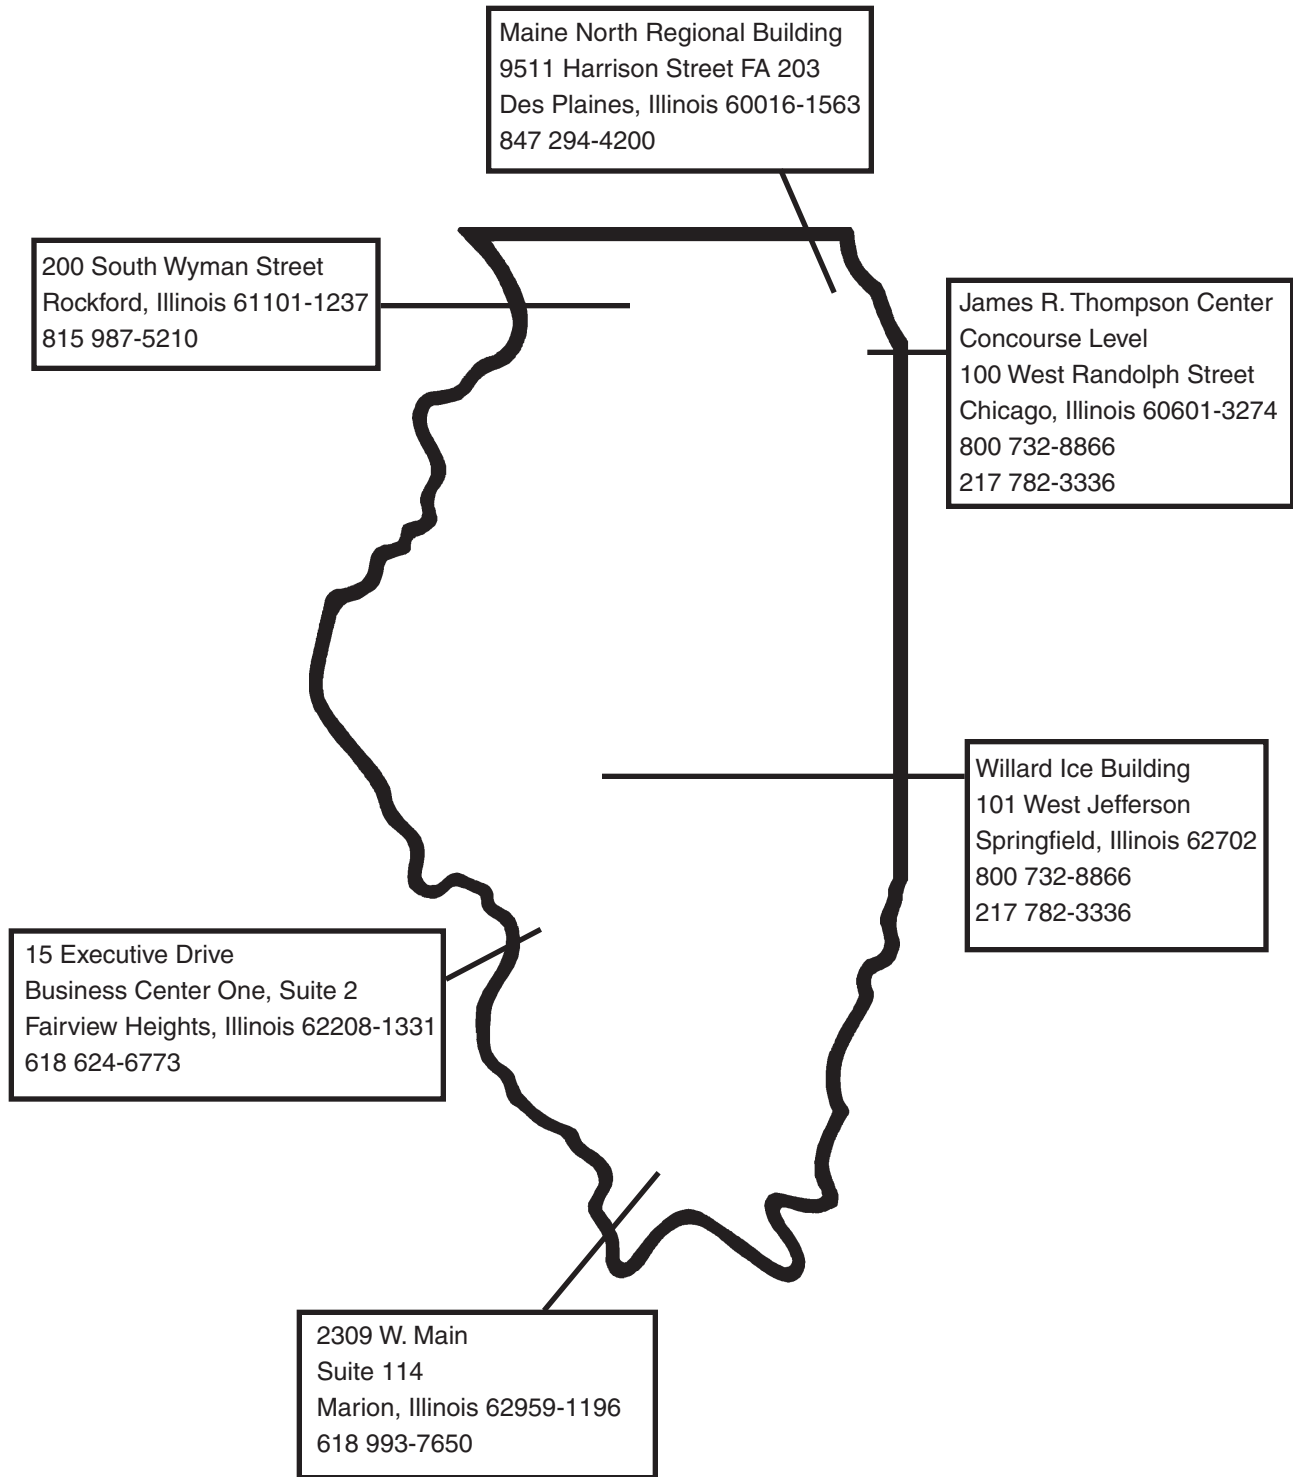 Maine North Regional Building
9511 Harrison Street FA 203
Des Plaines, Illinois 60016-1563
847 294-4200
200 South Wyman Street
Rockford, Illinois 61101-1237
815 987-5210
James R. Thompson Center
Concourse Level
100 West Randolph Street
Chicago, Illinois 60601-3274
800 732-8866
217 782-3336
Willard Ice Building
101 West Jefferson
Springfield, Illinois 62702
800 732-8866
217 782-3336
15 Executive Drive
Business Center One, Suite 2
Fairview Heights, Illinois 62208-1331
618 624-6773
2309 W. Main
Suite 114
Marion, Illinois 62959-1196
618 993-7650